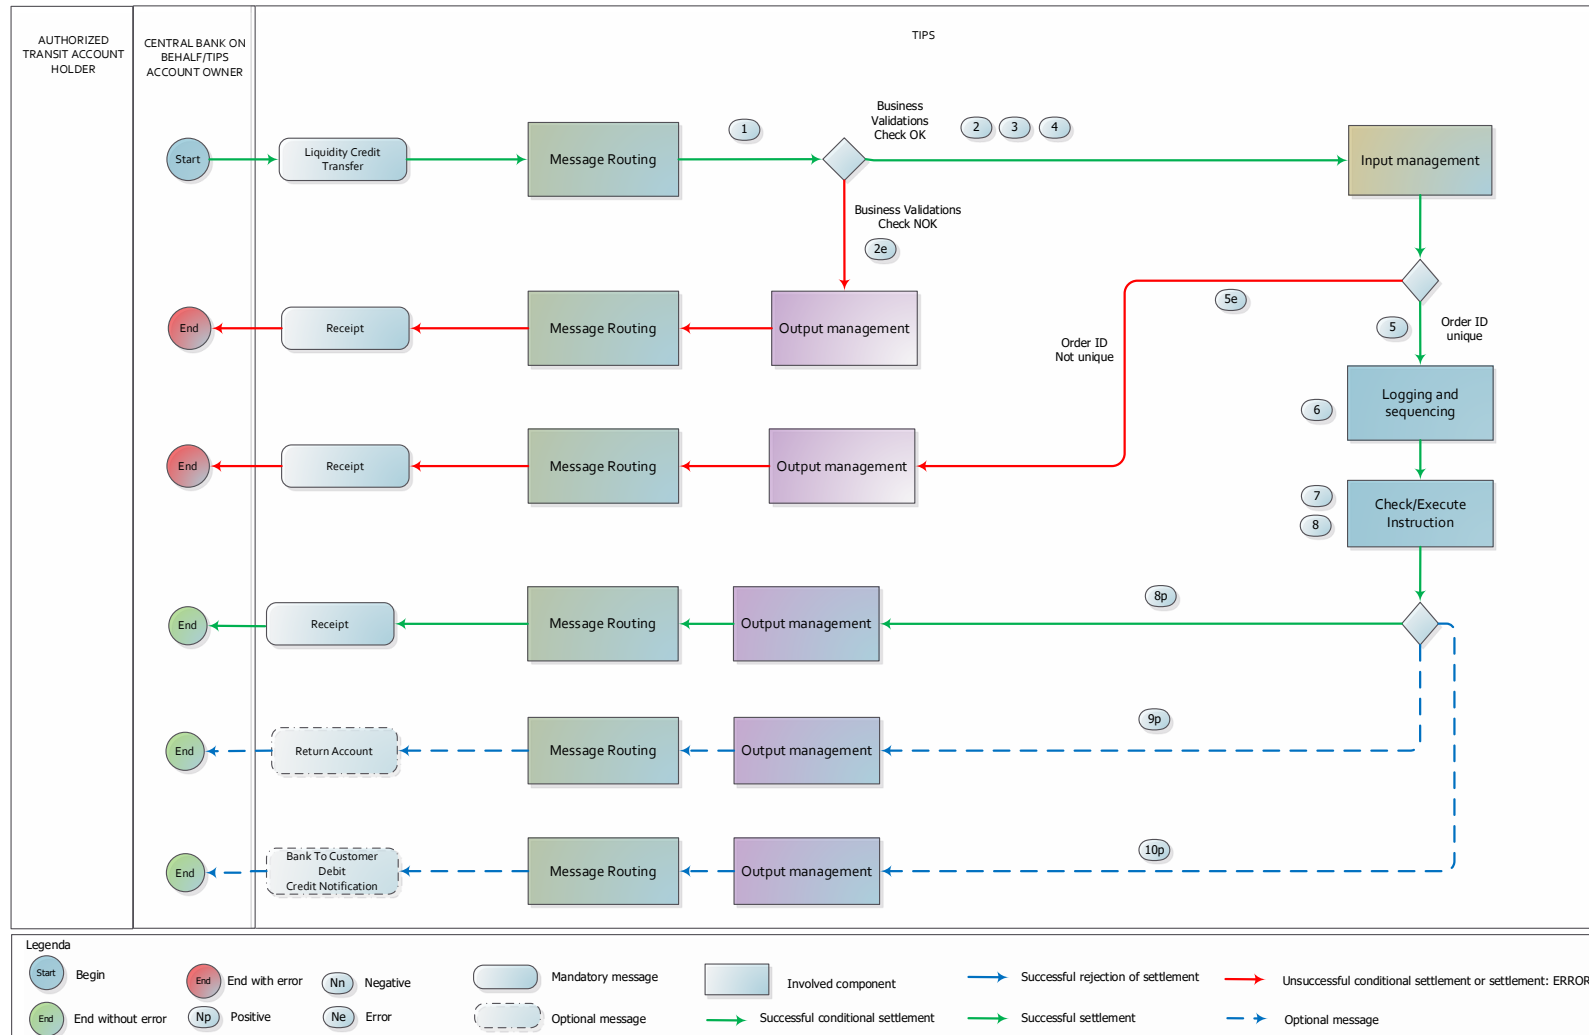 AUTHORIZED
TRANSIT ACCOUNT
HOLDER
CENTRAL BANK ON
BEHALF/TIPS
ACCOUNT OWNER
TIPS
Start
Liquidity Credit
Transfer
Message Routing
1
Business
Validations
Check OK
2
3
4
Input management
Business Validations
Check NOK
2e
End
Receipt
Message Routing
Output management
5e
5
Order ID
unique
Order ID
Not unique
Logging and
sequencing
6
End
Receipt
Message Routing
Output management
7
8
Check/Execute
Instruction
End
Receipt
Message Routing
Output management
8p
End
Return Account
Message Routing
Output management
9p
End
Bank To Customer
Debit
Credit Notification
Message Routing
Output management
10p
Legenda
Start
Begin
End
End with error
Nn
Negative
Mandatory message
Involved component
Successful rejection of settlement
Unsuccessful conditional settlement or settlement: ERROR
End
End without error
Np
Positive
Ne
Error
Optional message
Successful conditional settlement
Successful settlement
Optional message